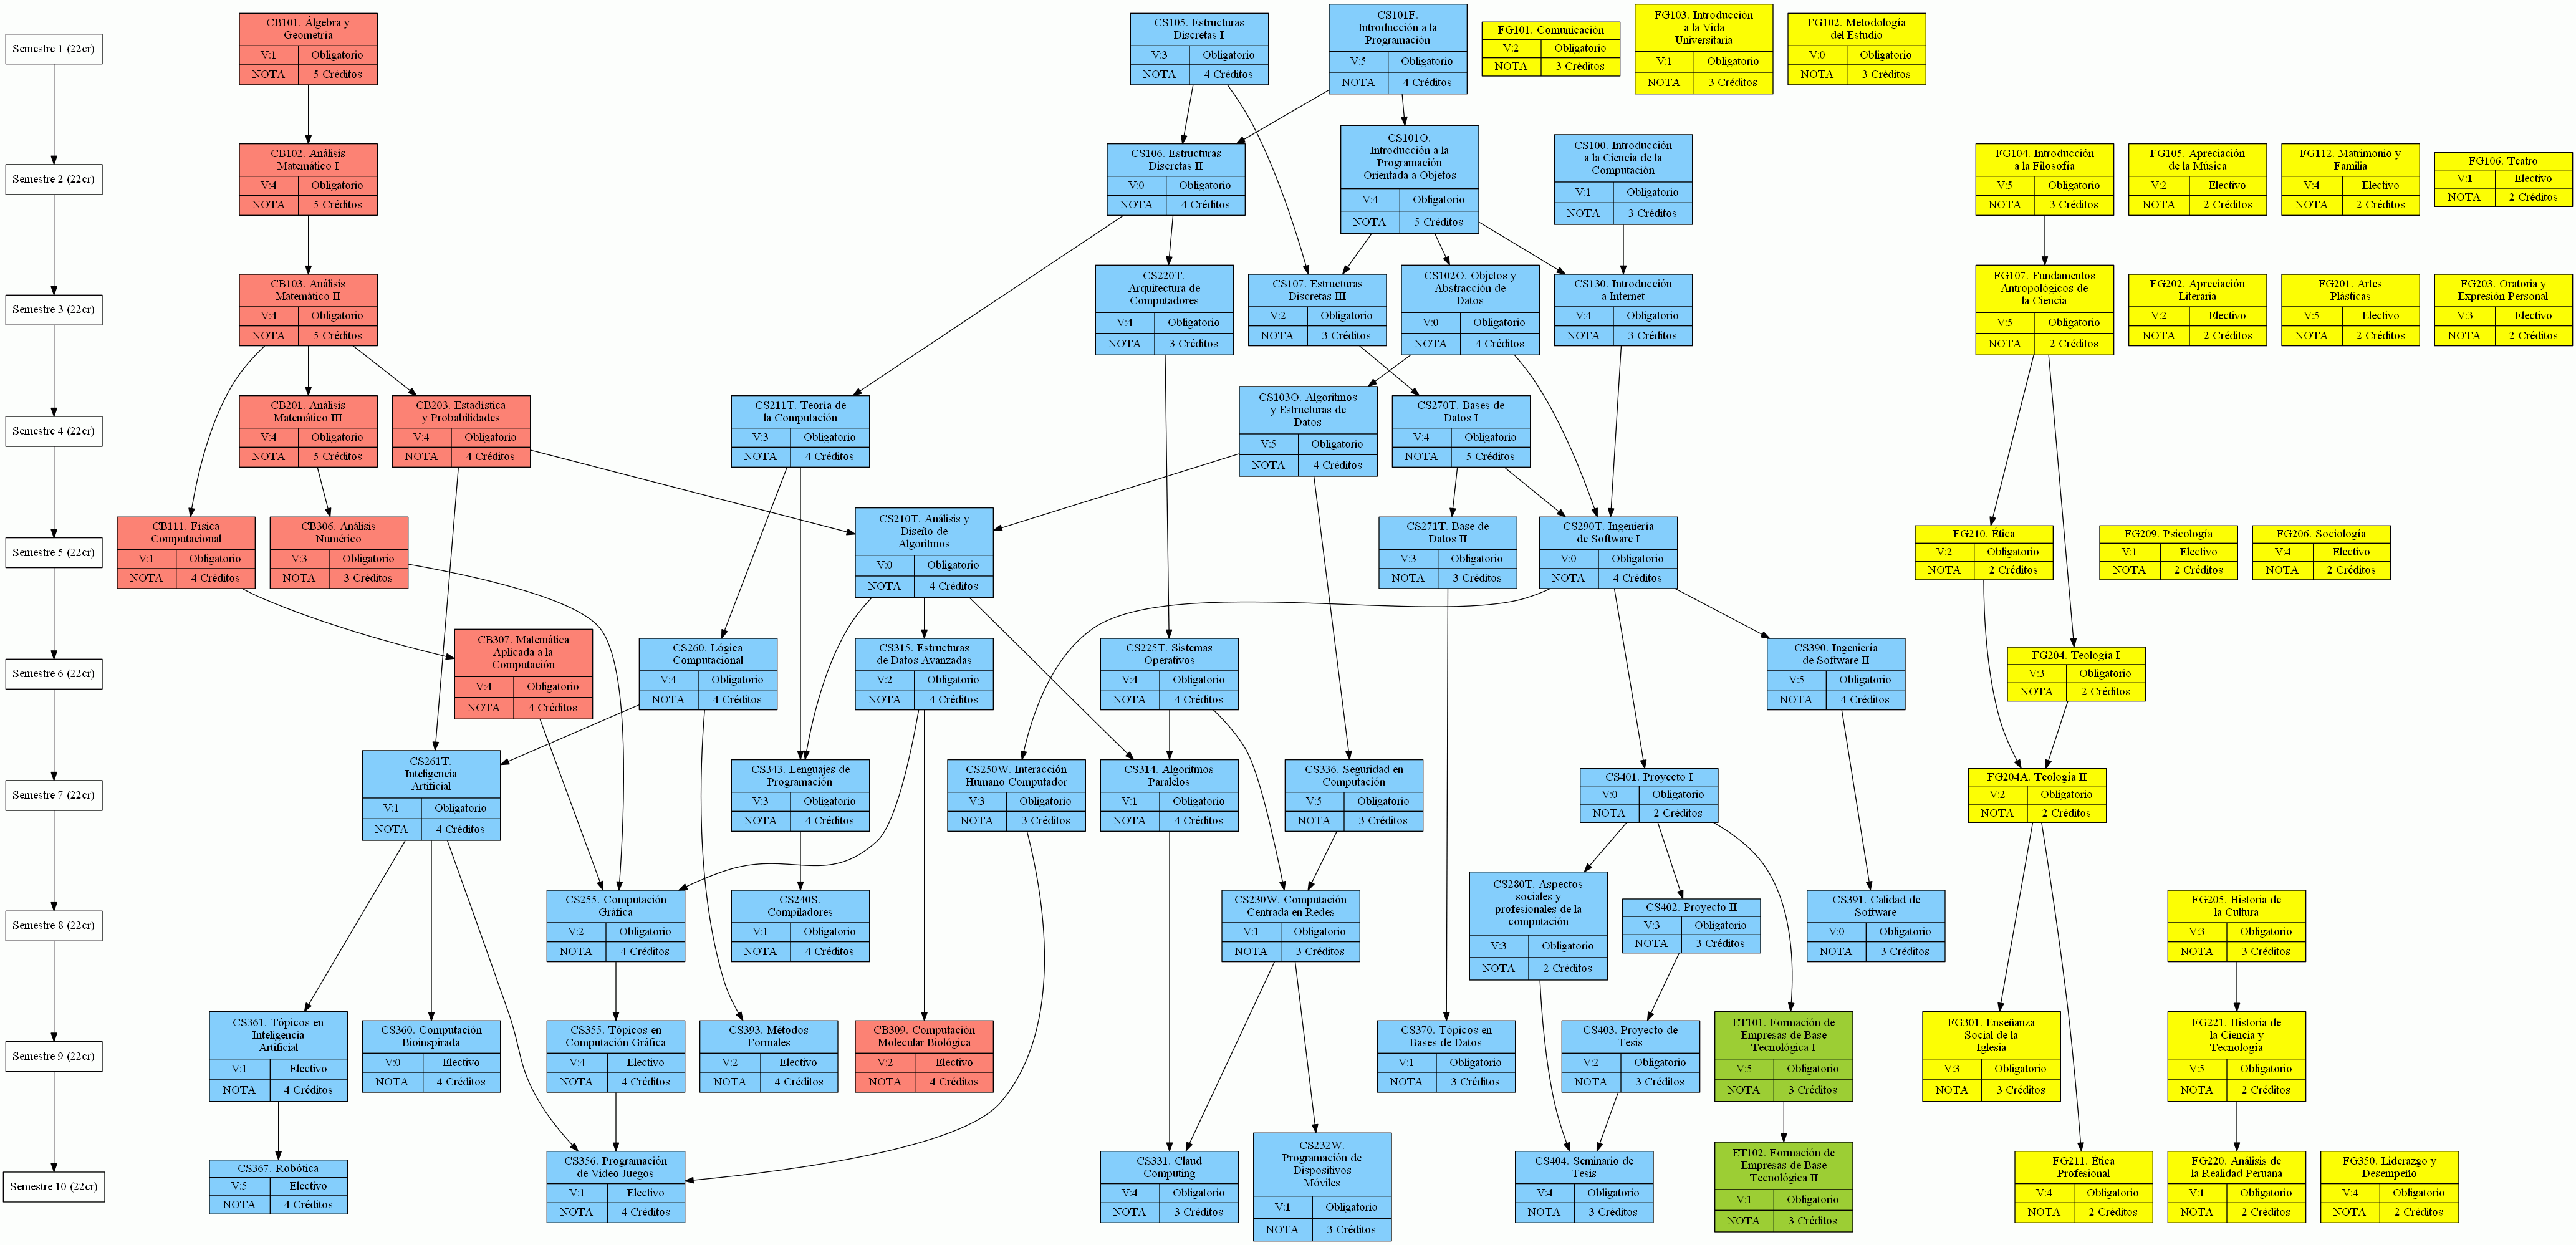 Semestre 1 (22cr)
CB101. Álgebra y
Geometría
V:1 Obligatorio
NOTA 5 Créditos
CS105. Estructuras
Discretas I
V:3 Obligatorio
NOTA 4 Créditos
CS101F.
Introducción a la
Programación
V:5 Obligatorio
NOTA 4 Créditos
FG101. Comunicación
V:2 Obligatorio
NOTA 3 Créditos
FG103. Introducción
a la Vida
Universitaria
V:1 Obligatorio
NOTA 3 Créditos
FG102. Metodología
del Estudio
V:0 Obligatorio
NOTA 3 Créditos
Semestre 2 (22cr)
CB102. Análisis
Matemático I
V:4 Obligatorio
NOTA 5 Créditos
CS106. Estructuras
Discretas II
V:0 Obligatorio
NOTA 4 Créditos
CS101O.
Introducción a la
Programación
Orientada a Objetos
V:4 Obligatorio
NOTA 5 Créditos
CS100. Introducción
a la Ciencia de la
Computación
V:1 Obligatorio
NOTA 3 Créditos
FG104. Introducción
a la Filosofía
V:5 Obligatorio
NOTA 3 Créditos
FG105. Apreciación
de la Música
V:2 Electivo
NOTA 2 Créditos
FG112. Matrimonio y
Familia
V:4 Electivo
NOTA 2 Créditos
FG106. Teatro
V:1 Electivo
NOTA 2 Créditos
Semestre 3 (22cr)
CB103. Análisis
Matemático II
V:4 Obligatorio
NOTA 5 Créditos
CS220T.
Arquitectura de
Computadores
V:4 Obligatorio
NOTA 3 Créditos
CS107. Estructuras
Discretas III
V:2 Obligatorio
NOTA 3 Créditos
CS102O. Objetos y
Abstracción de
Datos
V:0 Obligatorio
NOTA 4 Créditos
CS130. Introducción
a Internet
V:4 Obligatorio
NOTA 3 Créditos
FG107. Fundamentos
Antropológicos de
la Ciencia
V:5 Obligatorio
NOTA 2 Créditos
FG202. Apreciación
Literaria
V:2 Electivo
NOTA 2 Créditos
FG201. Artes
Plásticas
V:5 Electivo
NOTA 2 Créditos
FG203. Oratoria y
Expresión Personal
V:3 Electivo
NOTA 2 Créditos
Semestre 4 (22cr)
CB201. Análisis
Matemático III
V:4 Obligatorio
NOTA 5 Créditos
CB203. Estadística
y Probabilidades
V:4 Obligatorio
NOTA 4 Créditos
CS211T. Teoría de
la Computación
V:3 Obligatorio
NOTA 4 Créditos
CS103O. Algoritmos
y Estructuras de
Datos
V:5 Obligatorio
NOTA 4 Créditos
CS270T. Bases de
Datos I
V:4 Obligatorio
NOTA 5 Créditos
Semestre 5 (22cr)
CB111. Física
Computacional
V:1 Obligatorio
NOTA 4 Créditos
CB306. Análisis
Numérico
V:3 Obligatorio
NOTA 3 Créditos
CS210T. Análisis y
Diseño de
Algoritmos
V:0 Obligatorio
NOTA 4 Créditos
CS271T. Base de
Datos II
V:3 Obligatorio
NOTA 3 Créditos
CS290T. Ingeniería
de Software I
V:0 Obligatorio
NOTA 4 Créditos
FG210. Ética
V:2 Obligatorio
NOTA 2 Créditos
FG209. Psicología
V:1 Electivo
NOTA 2 Créditos
FG206. Sociología
V:4 Electivo
NOTA 2 Créditos
Semestre 6 (22cr)
CB307. Matemática
Aplicada a la
Computación
V:4 Obligatorio
NOTA 4 Créditos
CS260. Lógica
Computacional
V:4 Obligatorio
NOTA 4 Créditos
CS315. Estructuras
de Datos Avanzadas
V:2 Obligatorio
NOTA 4 Créditos
CS225T. Sistemas
Operativos
V:4 Obligatorio
NOTA 4 Créditos
CS390. Ingeniería
de Software II
V:5 Obligatorio
NOTA 4 Créditos
FG204. Teología I
V:3 Obligatorio
NOTA 2 Créditos
Semestre 7 (22cr)
CS261T.
Inteligencia
Artificial
V:1 Obligatorio
NOTA 4 Créditos
CS343. Lenguajes de
Programación
V:3 Obligatorio
NOTA 4 Créditos
CS250W. Interacción
Humano Computador
V:3 Obligatorio
NOTA 3 Créditos
CS314. Algoritmos
Paralelos
V:1 Obligatorio
NOTA 4 Créditos
CS336. Seguridad en
Computación
V:5 Obligatorio
NOTA 3 Créditos
CS401. Proyecto I
V:0 Obligatorio
NOTA 2 Créditos
FG204A. Teología II
V:2 Obligatorio
NOTA 2 Créditos
Semestre 8 (22cr)
CS255. Computación
Gráfica
V:2 Obligatorio
NOTA 4 Créditos
CS240S.
Compiladores
V:1 Obligatorio
NOTA 4 Créditos
CS230W. Computación
Centrada en Redes
V:1 Obligatorio
NOTA 3 Créditos
CS280T. Aspectos
sociales y
profesionales de la
computación
V:3 Obligatorio
NOTA 2 Créditos
CS402. Proyecto II
V:3 Obligatorio
NOTA 3 Créditos
CS391. Calidad de
Software
V:0 Obligatorio
NOTA 3 Créditos
FG205. Historia de
la Cultura
V:3 Obligatorio
NOTA 3 Créditos
Semestre 9 (22cr)
CS361. Tópicos en
Inteligencia
Artificial
V:1 Electivo
NOTA 4 Créditos
CS360. Computación
Bioinspirada
V:0 Electivo
NOTA 4 Créditos
CS355. Tópicos en
Computación Gráfica
V:4 Electivo
NOTA 4 Créditos
CS393. Métodos
Formales
V:2 Electivo
NOTA 4 Créditos
CB309. Computación
Molecular Biológica
V:2 Electivo
NOTA 4 Créditos
CS370. Tópicos en
Bases de Datos
V:1 Obligatorio
NOTA 3 Créditos
CS403. Proyecto de
Tesis
V:2 Obligatorio
NOTA 3 Créditos
ET101. Formación de
Empresas de Base
Tecnológica I
V:5 Obligatorio
NOTA 3 Créditos
FG301. Enseñanza
Social de la
Iglesia
V:3 Obligatorio
NOTA 3 Créditos
FG221. Historia de
la Ciencia y
Tecnología
V:5 Obligatorio
NOTA 2 Créditos
Semestre 10 (22cr)
CS367. Robótica
V:5 Electivo
NOTA 4 Créditos
CS356. Programación
de Video Juegos
V:1 Electivo
NOTA 4 Créditos
CS331. Claud
Computing
V:4 Obligatorio
NOTA 3 Créditos
CS232W.
Programación de
Dispositivos
Móviles
V:1 Obligatorio
NOTA 3 Créditos
CS404. Seminario de
Tesis
V:4 Obligatorio
NOTA 3 Créditos
ET102. Formación de
Empresas de Base
Tecnológica II
V:1 Obligatorio
NOTA 3 Créditos
FG211. Ética
Profesional
V:4 Obligatorio
NOTA 2 Créditos
FG220. Análisis de
la Realidad Peruana
V:1 Obligatorio
NOTA 2 Créditos
FG350. Liderazgo y
Desempeño
V:4 Obligatorio
NOTA 2 Créditos